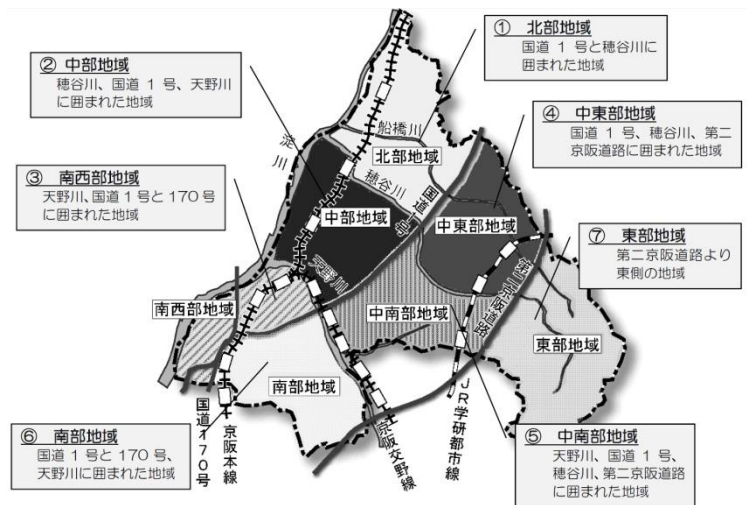 ① 北部地域
国道 1 号と穂谷川に
囲まれた地域
② 中部地域
穂谷川、国道 1 号、天野川
に囲まれた地域
④ 中東部地域
国道 1 号、穂谷川、第二
京阪道路に囲まれた地域
③ 南西部地域
天野川、国道 1 号と 170 号
に囲まれた地域
⑦ 東部地域
第二京阪道路より
東側の地域
⑥ 南部地域
国道 1 号と 170 号、
天野川に囲まれた地域
⑤ 中南部地域
天野川、国道 1 号、
穂谷川、第二京阪道路
に囲まれた地域
船橋川
淀川
北部地域
穂谷川
国道1号
中部地域
中東部地域
天野川
第二京阪道路
南西部地域
中南部地域
東部地域
南部地域
国道170号
京阪本線
京阪交野線
JR学研都市線